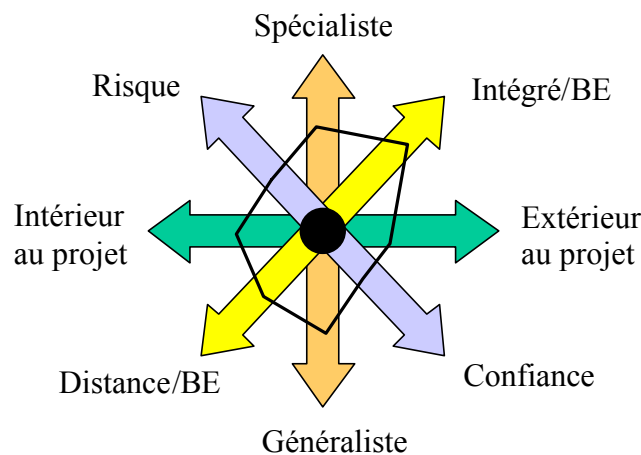 Spécialiste
Risque
Intégré/BE
Intérieur
au projet
Extérieur
au projet
Distance/BE
Confiance
Généraliste